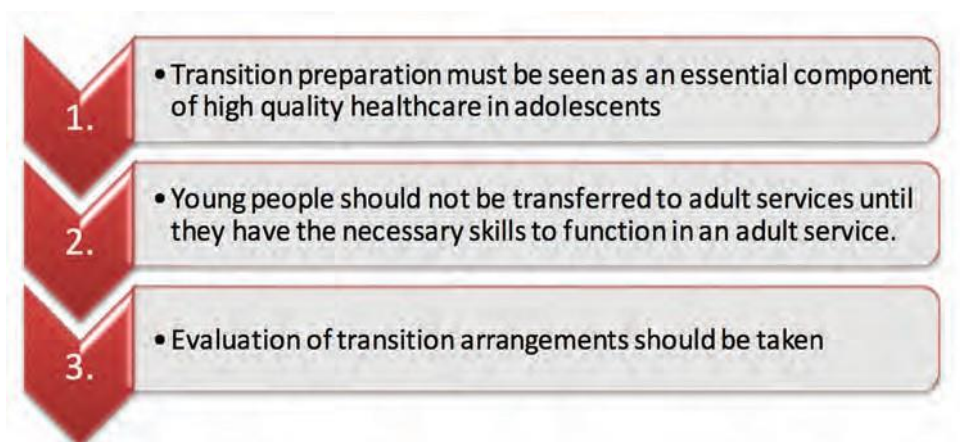 1.
• Transition preparation must be seen as an essential component
of high quality healthcare in adolescents
2.
• Young people should not be transferred to adult services until
they have the necessary skills to function in an adult service.
3.
• Evaluation of transition arrangements should be taken